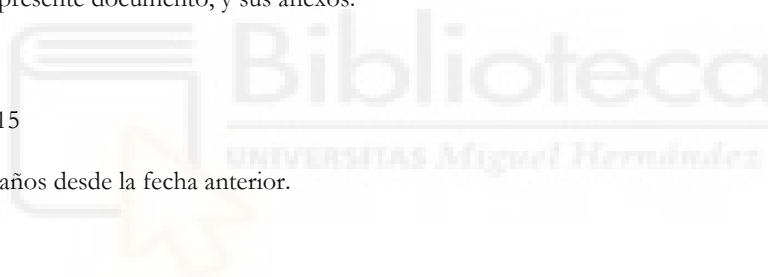 presente documento, y sus anexos.
Biblioteca
15
UNIVERSITAS Miguel Hernández
años desde la fecha anterior.